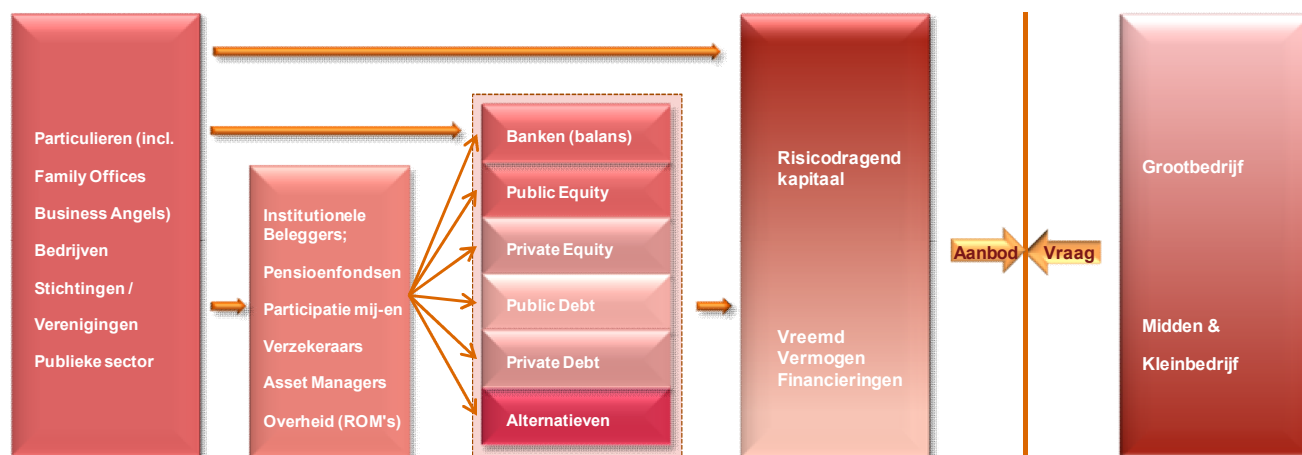 Particulieren (incl.
Family Offices
Business Angels)
Bedrijven
Stichtingen /
Verenigingen
Publieke sector
Institutionele
Beleggers;
Pensioenfondsen
Participatie mij-en
Verzekeraars
Asset Managers
Overheid (ROM's)
Banken (balans)
Public Equity
Private Equity
Public Debt
Private Debt
Alternatieven
Risicodragend
kapitaal
Vreemd
Vermogen
Financieringen
Aanbod
Vraag
Grootbedrijf
Midden &
Kleinbedrijf